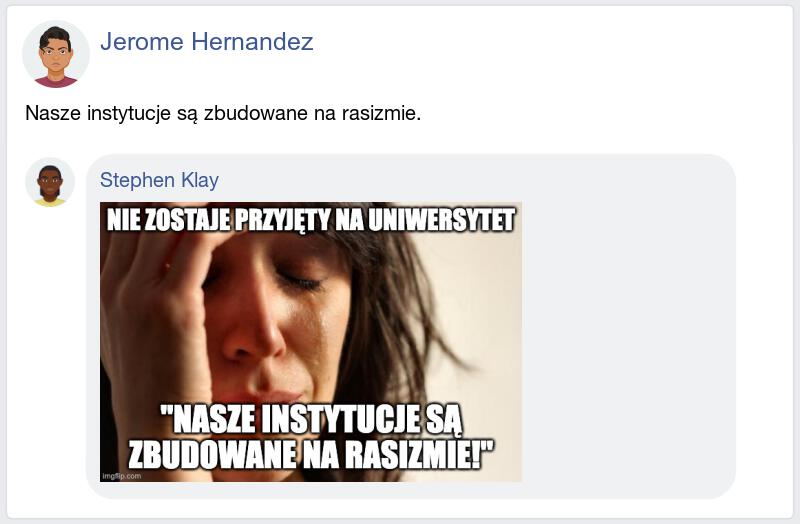 Jerome Hernandez
Nasze instytucje są zbudowane na rasizmie.
Stephen Klay
NIE ZOSTAJE PRZYJĘTY NA UNIWERSYTET
"NASZE INSTYTUCJE SĄ
ZBUDOWANE NA RASIZMIE!"
imgflip.com